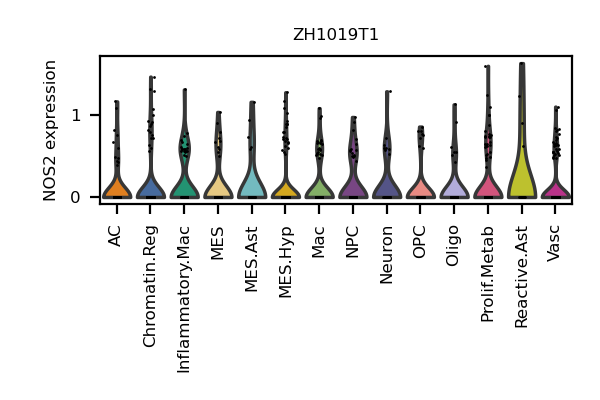 ZH1019T1
NOS2 expression
1
0
AC
Chromatin.Reg
Inflammatory.Mac
MES
MES.Ast
MES.Hyp
Mac
NPC
Neuron
OPC
Oligo
Prolif.Metab
Reactive.Ast
Vasc